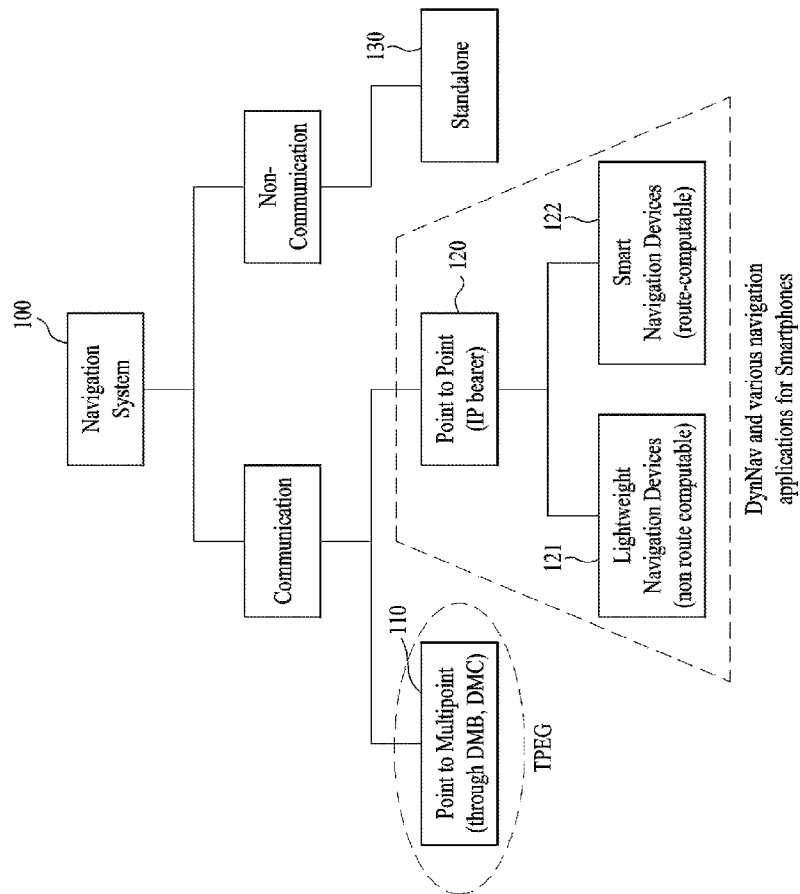 100
Navigation
System
Communication
Non-
Communication
110
Point to Multipoint
(through DMB, DMC)
TPEG
120
Point to Point
(IP bearer)
130
Standalone
121
Lightweight
Navigation Devices
(non route computable)
122
Smart
Navigation Devices
(route-computable)
DynNav and various navigation
applications for Smartphones